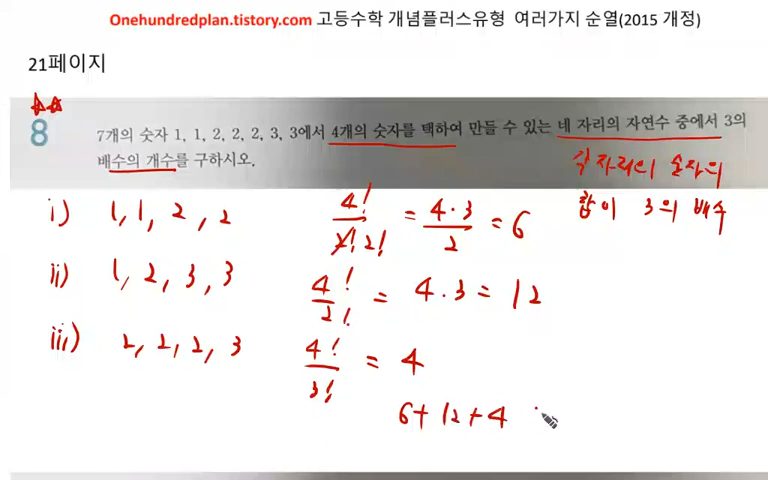 Onehundredplan.tistory.com 고등수학 개념플러스유형 여러가지 순열(2015 개정)
21페이지
8 7개의 숫자 1, 1, 2, 2, 2, 3, 3에서 4개의 숫자를 택하여 만들 수 있는 네 자리의 자연수 중에서 3의
배수의 개수를 구하시오.
각 자리의 숫자의
합이 3의 배수
i) 1, 1, 2, 2 4!/2!2! = 4·3/2 = 6
ii) 1, 2, 3, 3 4!/2! = 4·3 = 12
iii) 2, 2, 2, 3 4!/3! = 4
6+12+4